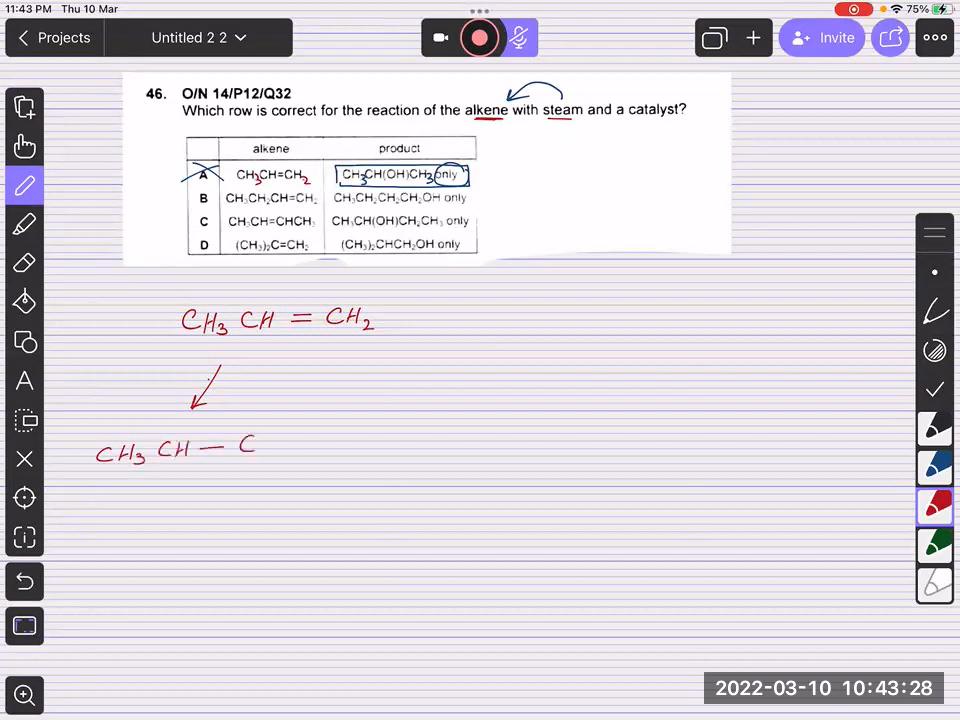 11:43 PM Thu 10 Mar
75%
Projects
Untitled 2 2
Invite
46. O/N 14/P12/Q32
Which row is correct for the reaction of the alkene with steam and a catalyst?
alkene product
A CH3CH=CH2 CH3CH(OH)CH3 only
B CH3CH2CH=CH2 CH3CH2CH2CH2OH only
C CH3CH=CHCH3 CH3CH(OH)CH2CH3 only
D (CH3)2C=CH2 (CH3)2CHCH2OH only
CH3 CH = CH2
CH3 CH — C
A
2022-03-10 10:43:28